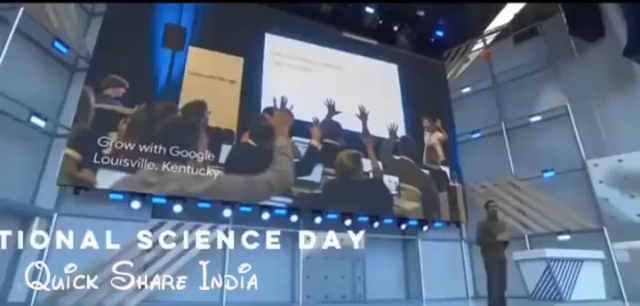 Grow with Google
Louisville, Kentucky
TIONAL SCIENCE DAY
Quick Share India